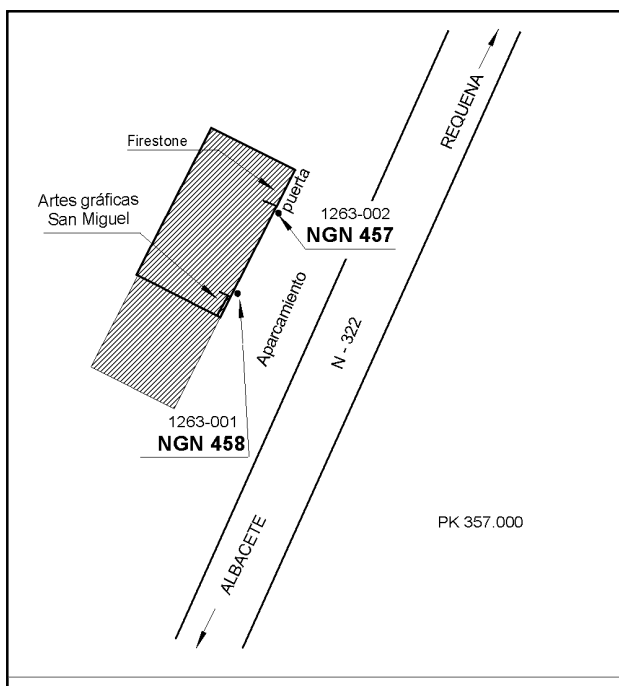 REQUENA
Firestone
puerta
Artes gráficas
San Miguel
1263-002
NGN 457
Aparcamiento
N - 322
1263-001
NGN 458
PK 357.000
ALBACETE